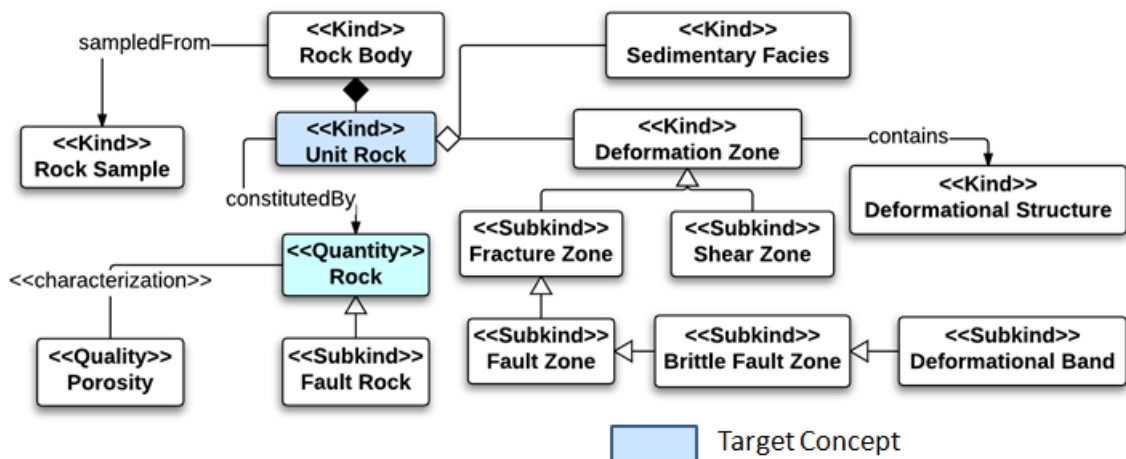 <<Kind>>
Rock Body
sampledFrom
<<Kind>>
Sedimentary Facies
<<Kind>>
Rock Sample
<<Kind>>
Unit Rock
<<Kind>>
Deformation Zone
contains
<<Kind>>
Deformational Structure
constitutedBy
<<Subkind>>
Fracture Zone
<<Subkind>>
Shear Zone
<<Quantity>>
Rock
<<characterization>>
<<Quality>>
Porosity
<<Subkind>>
Fault Rock
<<Subkind>>
Fault Zone
<<Subkind>>
Brittle Fault Zone
<<Subkind>>
Deformational Band
Target Concept